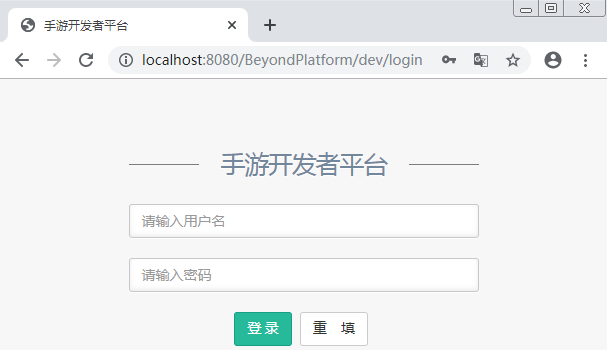 手游开发者平台
localhost:8080/BeyondPlatform/dev/login
手游开发者平台
请输入用户名
请输入密码
登 录 重 填